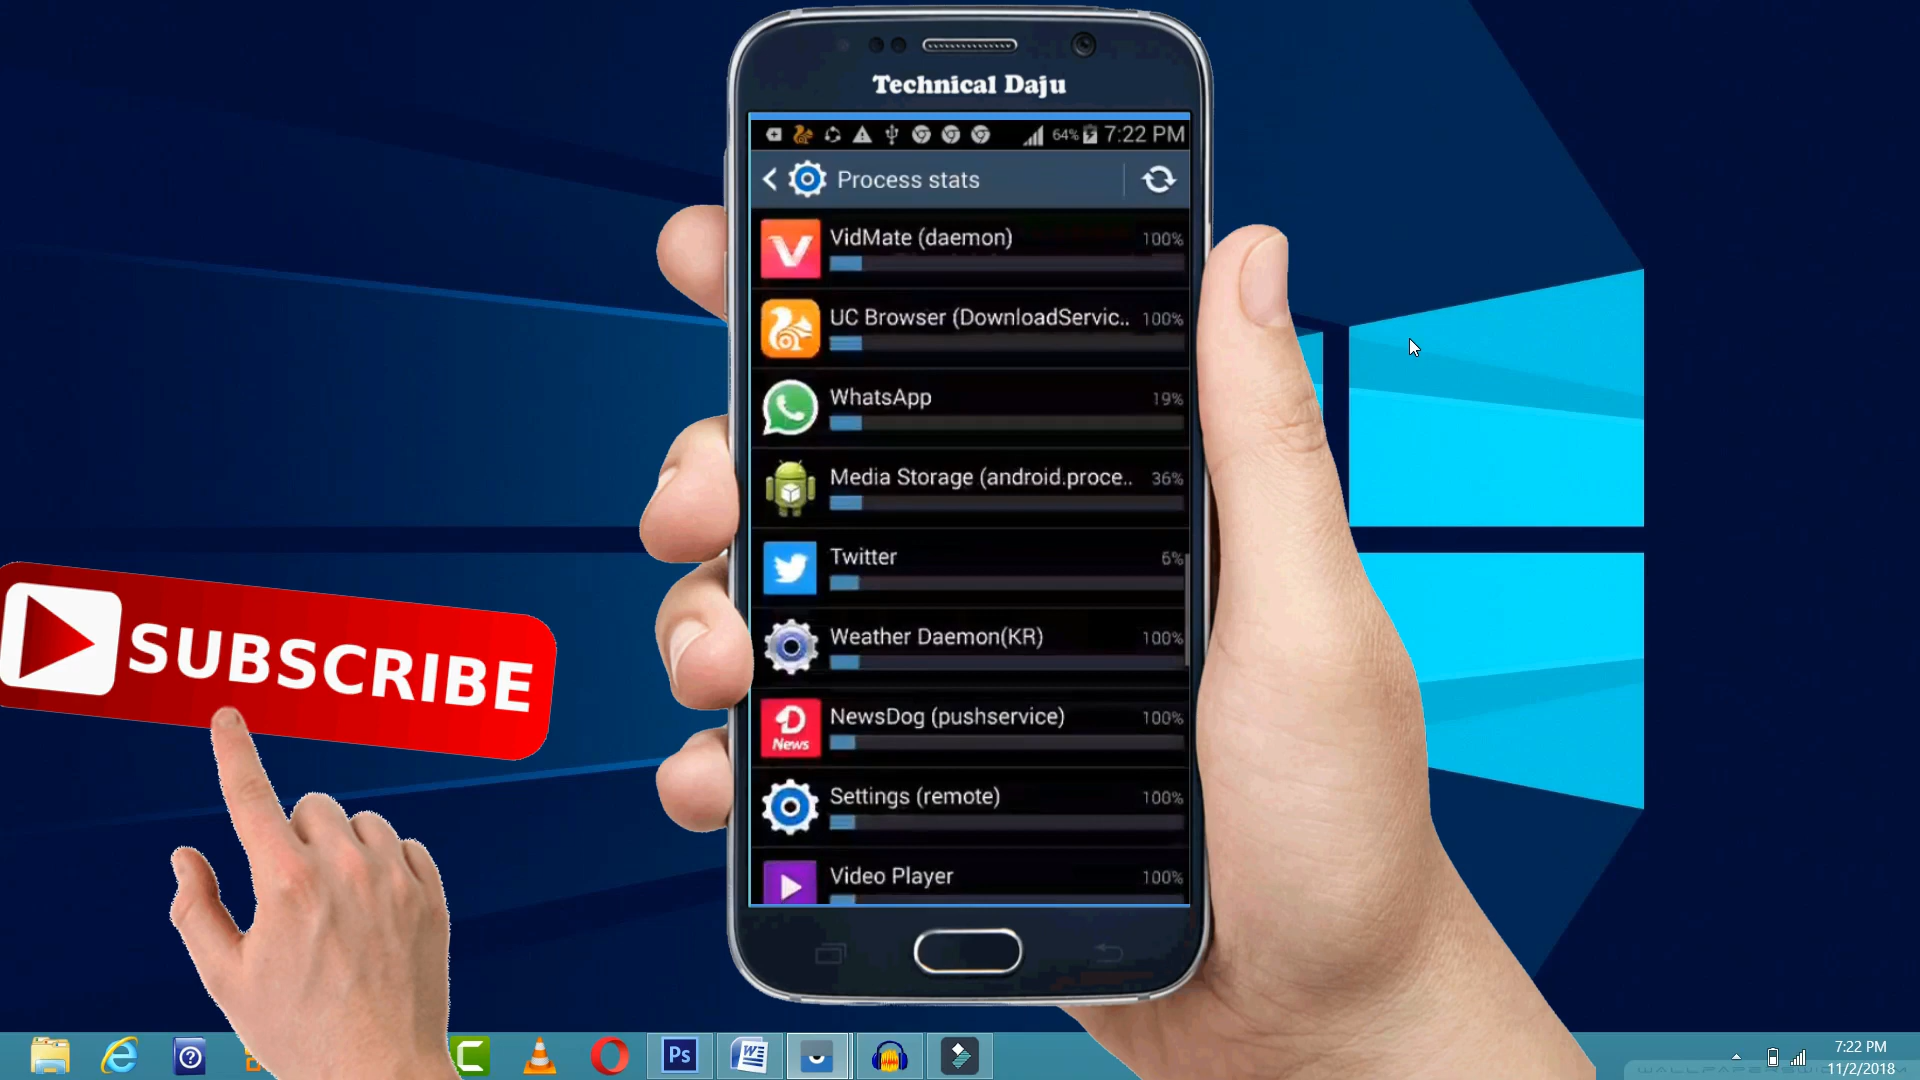 Technical Daju
64% 7:22 PM
Process stats
VidMate (daemon) 100%
UC Browser (DownloadServic.. 100%
WhatsApp 19%
Media Storage (android.proce.. 36%
Twitter 6%
Weather Daemon(KR) 100%
NewsDog (pushservice) 100%
News
Settings (remote) 100%
Video Player 100%
SUBSCRIBE
Ps
7:22 PM
11/2/2018